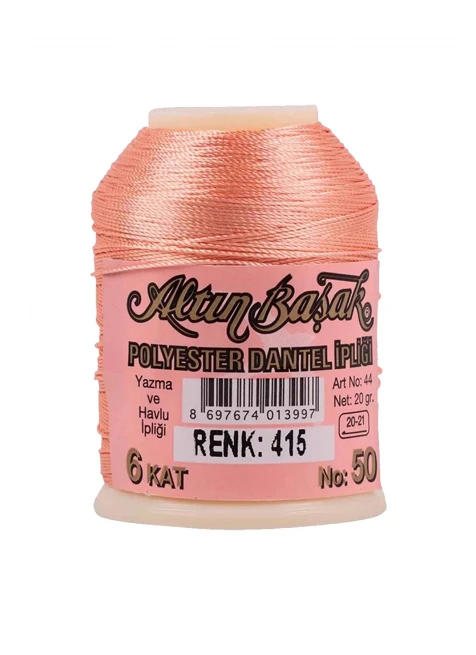 Altın Başak
POLYESTER DANTEL İPLİĞİ
Yazma
ve
Havlu
İpliği
8 697674 013997
Art No: 44
Net: 20 gr.
20-21
RENK: 415
6 KAT
No: 50